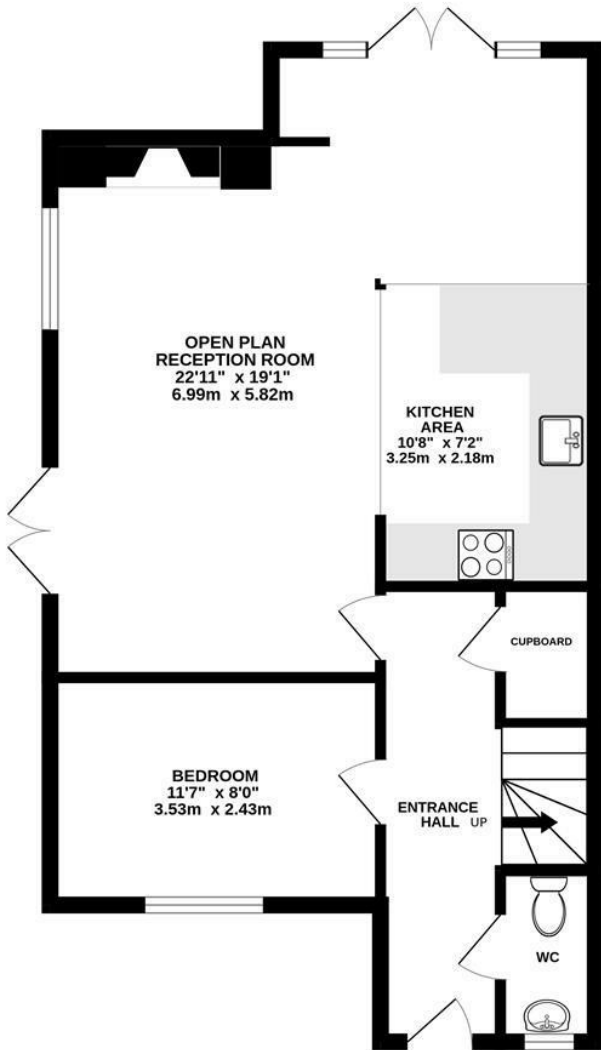 OPEN PLAN
RECEPTION ROOM
22'11" x 19'1"
6.99m x 5.82m
KITCHEN
AREA
10'8" x 7'2"
3.25m x 2.18m
CUPBOARD
BEDROOM
11'7" x 8'0"
3.53m x 2.43m
ENTRANCE
HALL UP
WC